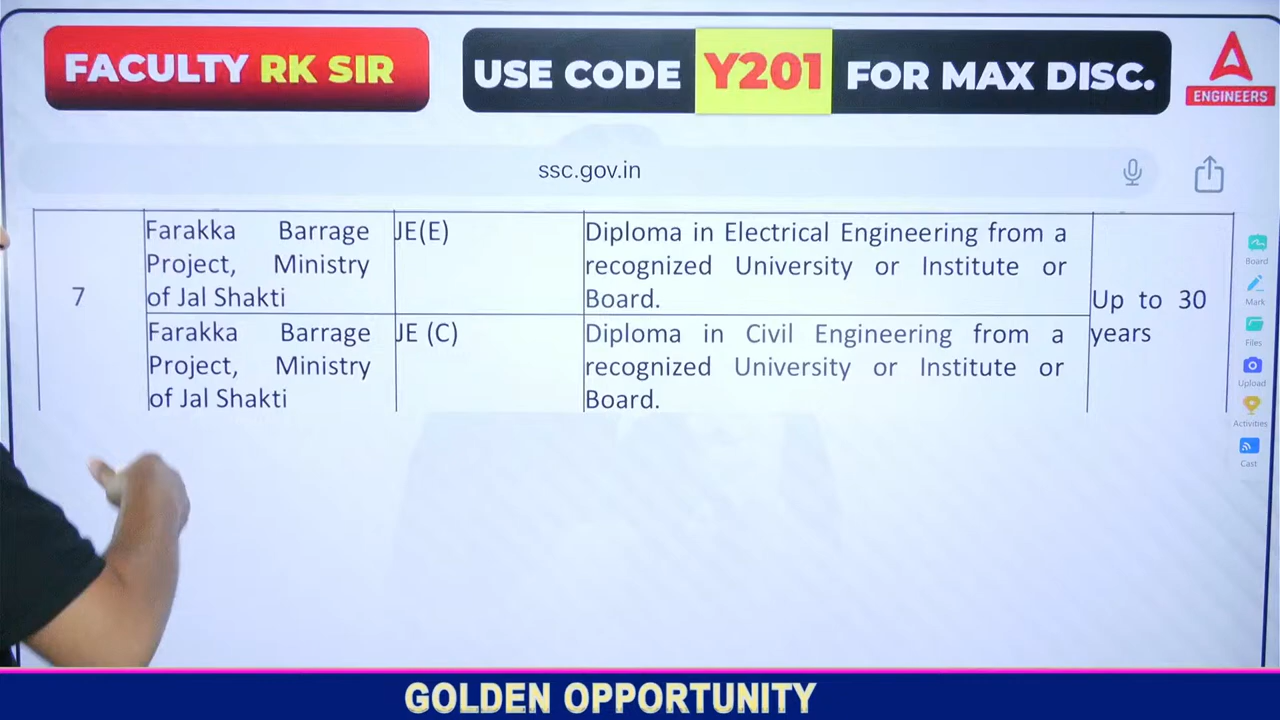 FACULTY RK SIR
USE CODE Y201 FOR MAX DISC.
ENGINEERS
ssc.gov.in
7
Farakka Barrage
Project, Ministry
of Jal Shakti
JE(E)
Diploma in Electrical Engineering from a
recognized University or Institute or
Board.
Up to 30
years
Farakka Barrage
Project, Ministry
of Jal Shakti
JE (C)
Diploma in Civil Engineering from a
recognized University or Institute or
Board.
Board
Mark
Files
Upload
Activities
Cast
GOLDEN OPPORTUNITY